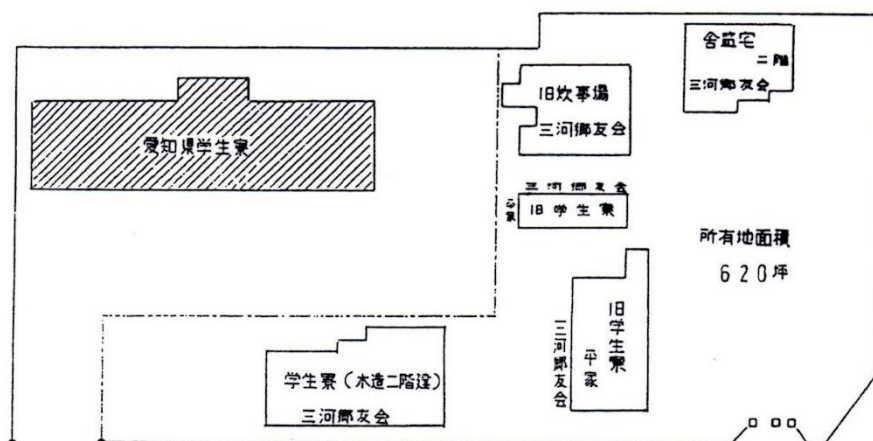 舎監宅
二階
三河郷友会
旧炊事場
三河郷友会
愛知県学生寮
三河郷友会
平家
旧学生寮
所有地面積
620坪
旧学生寮
平家
三河郷友会
学生寮(木造二階建)
三河郷友会